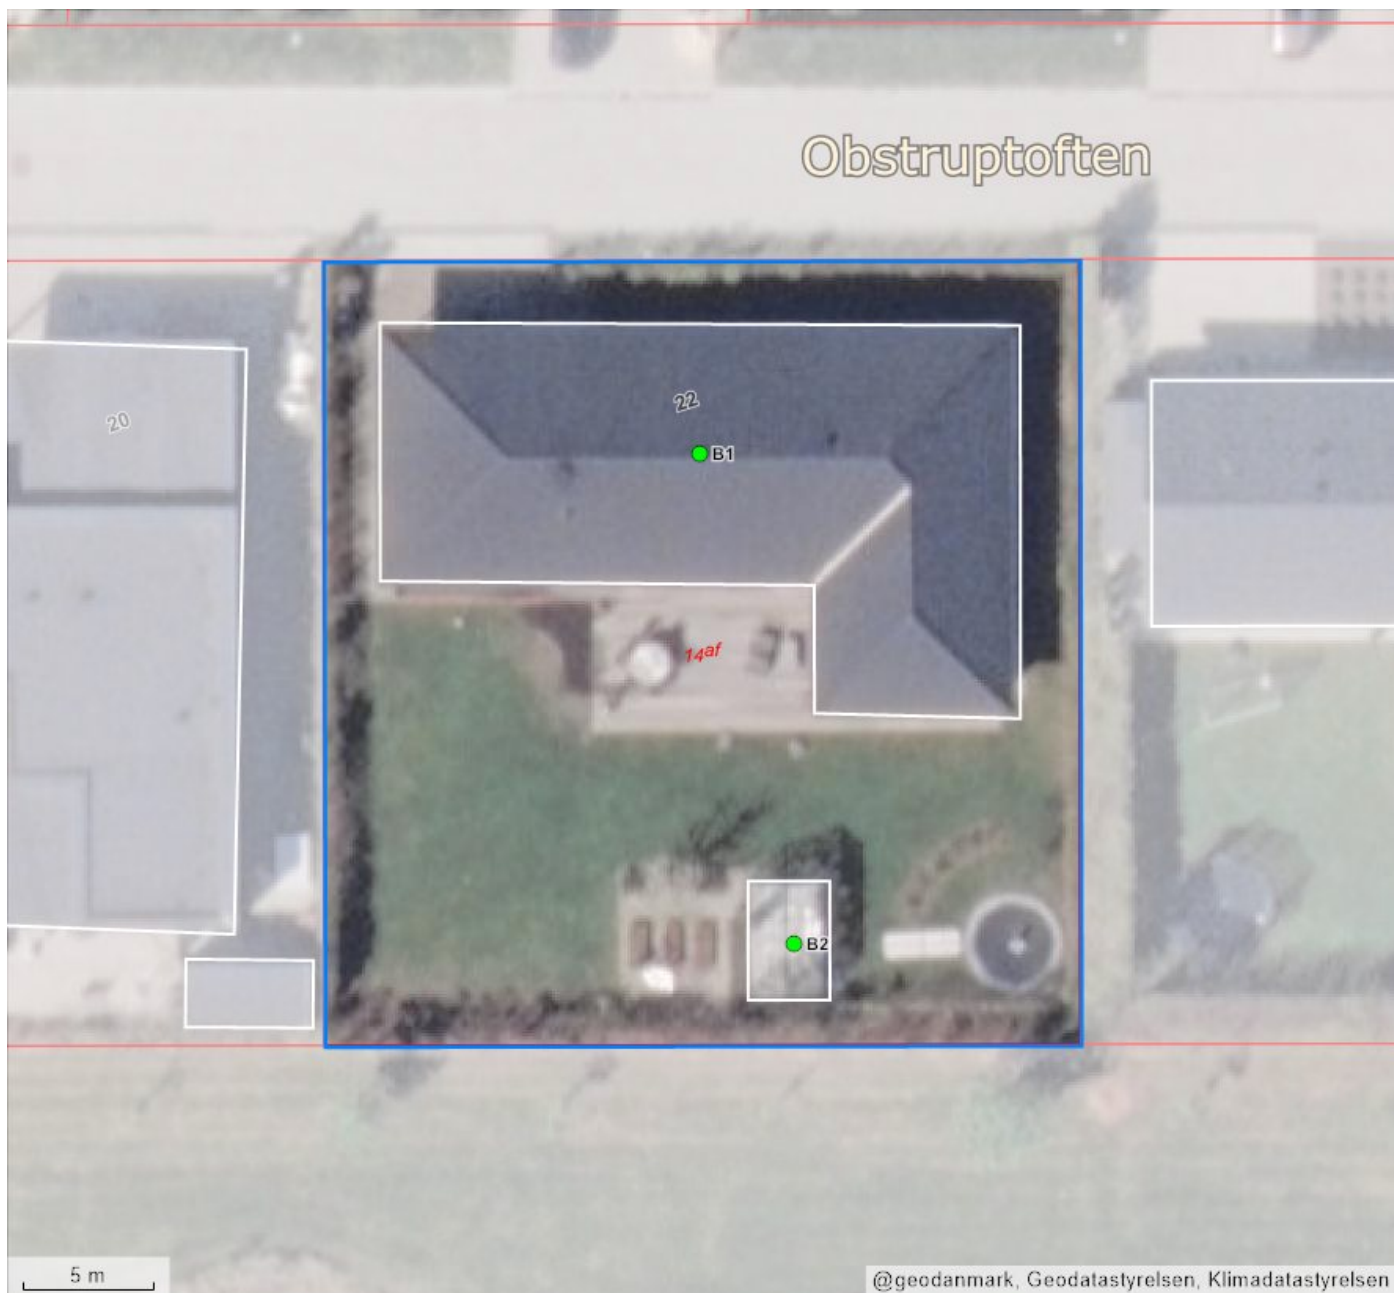 Obstruptoften
22
20
B1
14af
B2
5 m
@geodanmark, Geodatastyrelsen, Klimadatastyrelsen